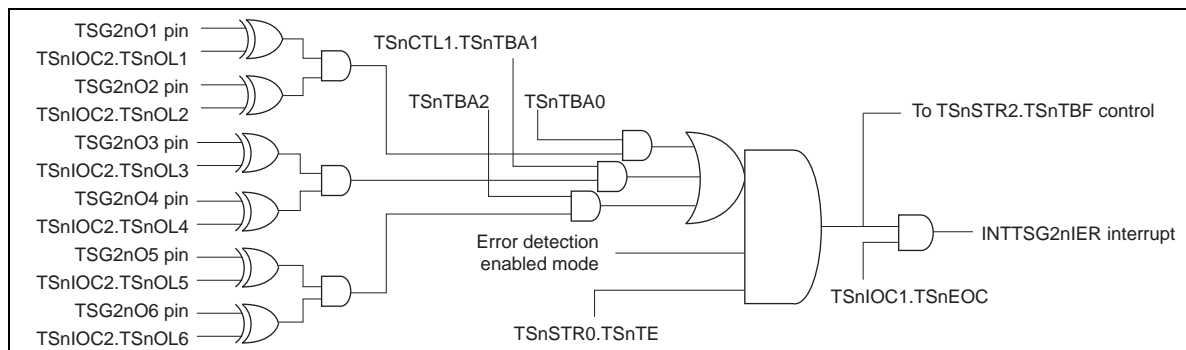 TSG2nO1 pin
TSnIOC2.TSnOL1
TSG2nO2 pin
TSnIOC2.TSnOL2
TSG2nO3 pin
TSnIOC2.TSnOL3
TSG2nO4 pin
TSnIOC2.TSnOL4
TSG2nO5 pin
TSnIOC2.TSnOL5
TSG2nO6 pin
TSnIOC2.TSnOL6
TSnCTL1.TSnTBA1
TSnTBA2
TSnTBA0
Error detection
enabled mode
TSnSTR0.TSnTE
To TSnSTR2.TSnTBF control
INTTSG2nIER interrupt
TSnIOC1.TSnEOC